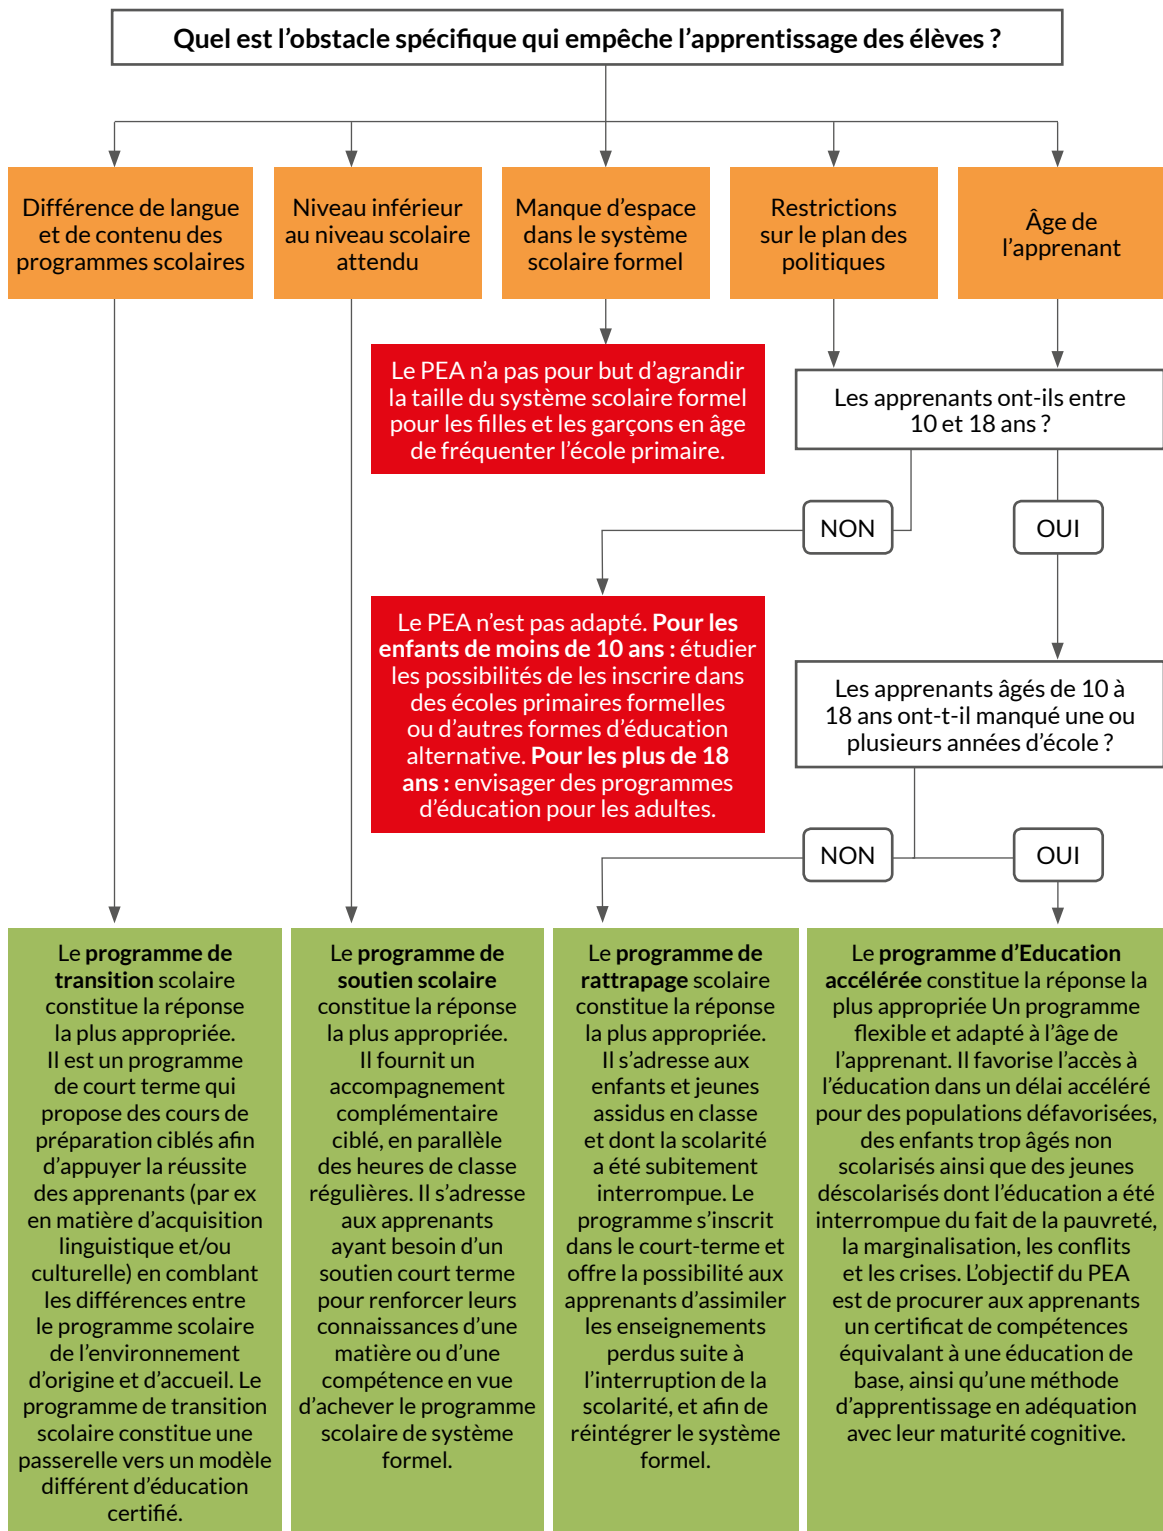 Quel est l’obstacle spécifique qui empêche l’apprentissage des élèves ?
Différence de langue
et de contenu des
programmes scolaires
Niveau inférieur
au niveau scolaire
attendu
Manque d’espace
dans le système
scolaire formel
Restrictions
sur le plan des
politiques
Âge de
l’apprenant
Le PEA n’a pas pour but d’agrandir
la taille du système scolaire formel
pour les filles et les garçons en âge
de fréquenter l’école primaire.
Les apprenants ont-ils entre
10 et 18 ans ?
NON
OUI
Le PEA n’est pas adapté. Pour les
enfants de moins de 10 ans : étudier
les possibilités de les inscrire dans
des écoles primaires formelles
ou d’autres formes d’éducation
alternative. Pour les plus de 18
ans : envisager des programmes
d’éducation pour les adultes.
Les apprenants âgés de 10 à
18 ans ont-t-il manqué une ou
plusieurs années d’école ?
NON
OUI
Le programme de
transition scolaire
constitue la réponse
la plus appropriée.
Il est un programme
de court terme qui
propose des cours de
préparation ciblés afin
d’appuyer la réussite
des apprenants (par ex
en matière d’acquisition
linguistique et/ou
culturelle) en comblant
les différences entre
le programme scolaire
de l’environnement
d’origine et d’accueil. Le
programme de transition
scolaire constitue une
passerelle vers un modèle
différent d’éducation
certifié.
Le programme de
soutien scolaire
constitue la réponse
la plus appropriée.
Il fournit un
accompagnement
complémentaire
ciblé, en parallèle
des heures de classe
régulières. Il s’adresse
aux apprenants
ayant besoin d’un
soutien court terme
pour renforcer leurs
connaissances d’une
matière ou d’une
compétence en vue
d’achever le programme
scolaire de système
formel.
Le programme de
rattrapage scolaire
constitue la réponse
la plus appropriée.
Il s’adresse aux
enfants et jeunes
assidus en classe
et dont la scolarité
a été subitement
interrompue. Le
programme s’inscrit
dans le court-terme et
offre la possibilité aux
apprenants d’assimiler
les enseignements
perdus suite à
l’interruption de la
scolarité, et afin de
réintégrer le système
formel.
Le programme d’Education
accélérée constitue la réponse la
plus appropriée Un programme
flexible et adapté à l’âge de
l’apprenant. Il favorise l’accès à
l’éducation dans un délai accéléré
pour des populations défavorisées,
des enfants trop âgés non
scolarisés ainsi que des jeunes
déscolarisés dont l’éducation a été
interrompue du fait de la pauvreté,
la marginalisation, les conflits
et les crises. L’objectif du PEA
est de procurer aux apprenants
un certificat de compétences
équivalant à une éducation de
base, ainsi qu’une méthode
d’apprentissage en adéquation
avec leur maturité cognitive.